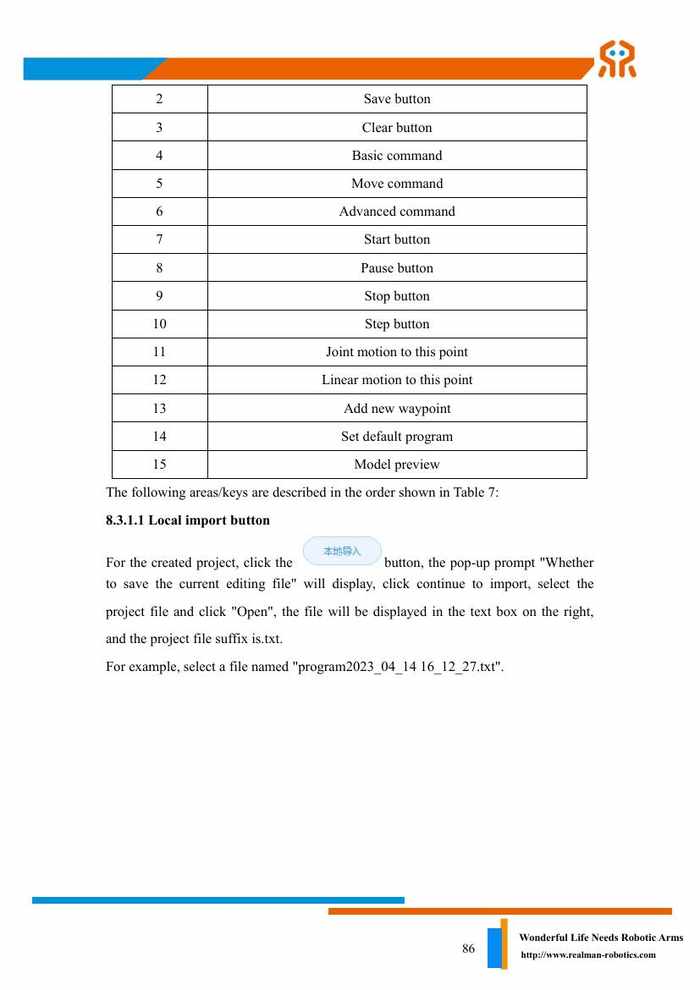 2 Save button
3 Clear button
4 Basic command
5 Move command
6 Advanced command
7 Start button
8 Pause button
9 Stop button
10 Step button
11 Joint motion to this point
12 Linear motion to this point
13 Add new waypoint
14 Set default program
15 Model preview
The following areas/keys are described in the order shown in Table 7:
8.3.1.1 Local import button
For the created project, click the 本地导入 button, the pop-up prompt "Whether
to save the current editing file" will display, click continue to import, select the
project file and click "Open", the file will be displayed in the text box on the right,
and the project file suffix is.txt.
For example, select a file named "program2023_04_14 16_12_27.txt".
86
Wonderful Life Needs Robotic Arms
http://www.realman-robotics.com